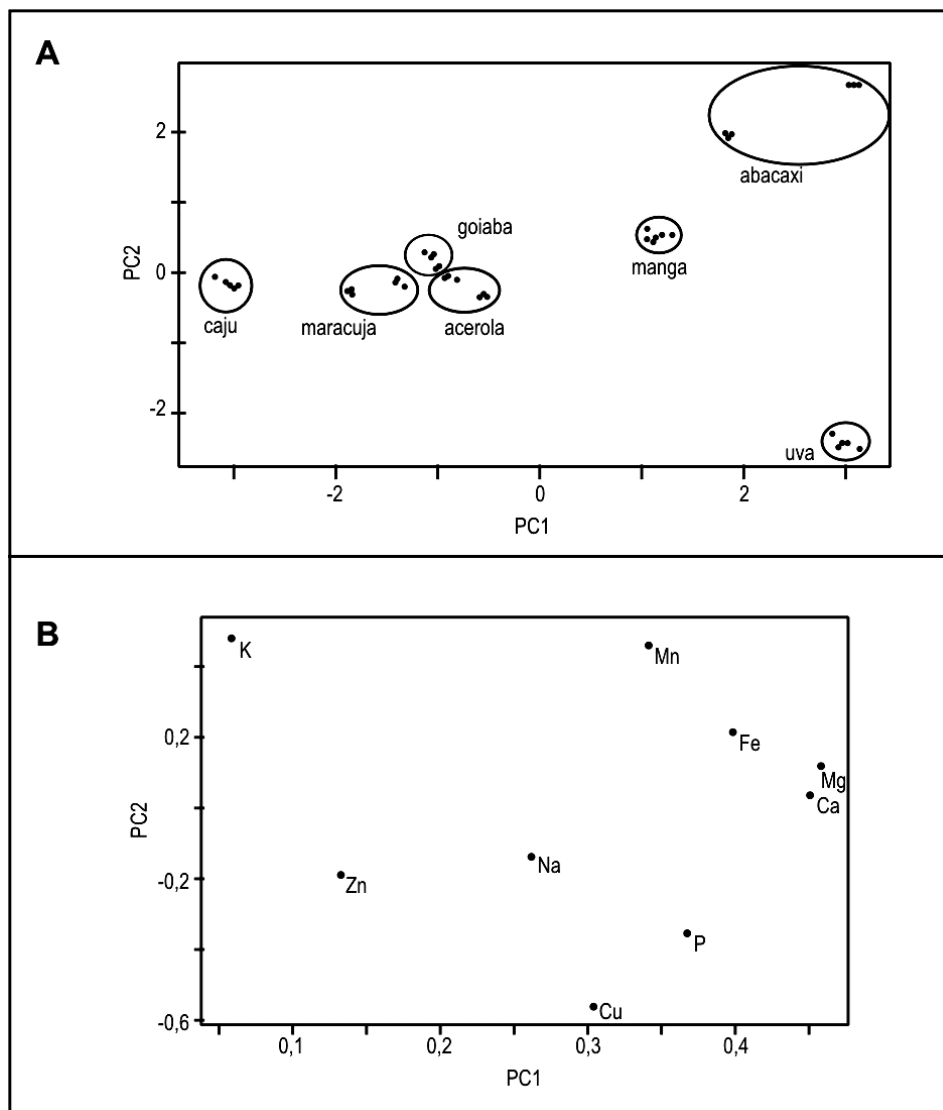 A
2
abacaxi
goiaba
PC2
0
manga
caju
maracuja
acerola
-2
uva
-2
0
2
PC1
B
K
Mn
0,2
Fe
Mg
Ca
PC2
Na
-0,2
Zn
P
Cu
-0,6
0,1
0,2
0,3
0,4
PC1